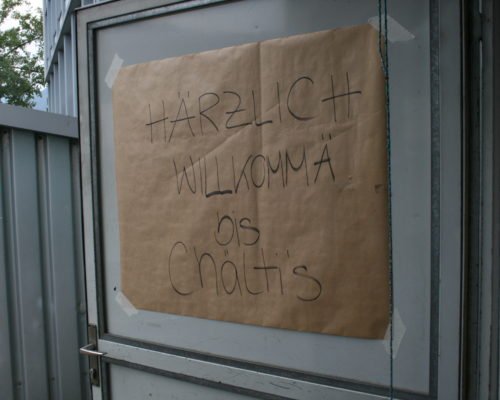 HÄRZLICH
WILLKOMMÄ
bis
Chälti's